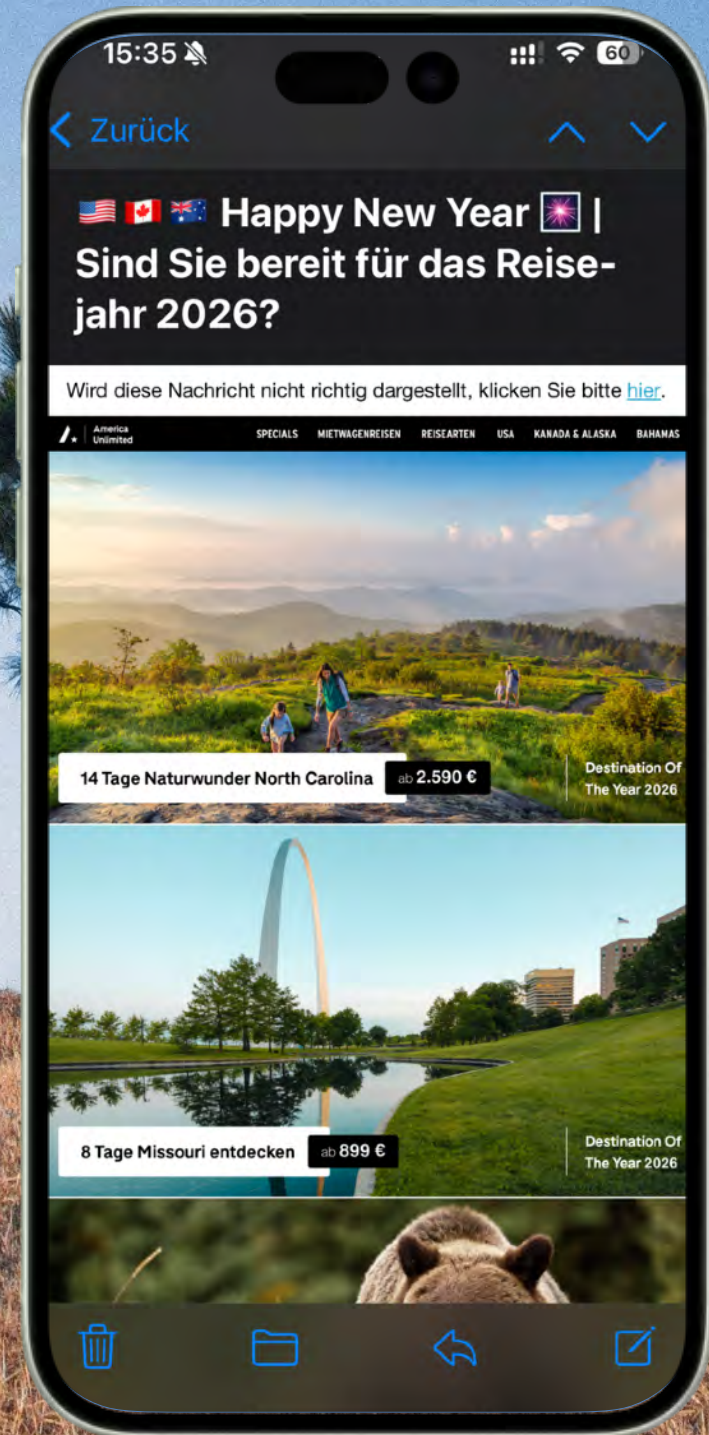 15:35
60
Zurück
Happy New Year |
Sind Sie bereit für das Reise-
jahr 2026?
Wird diese Nachricht nicht richtig dargestellt, klicken Sie bitte hier.
America
Unlimited
SPECIALS MIETWAGENREISEN REISEARTEN USA KANADA & ALASKA BAHAMAS
14 Tage Naturwunder North Carolina ab 2.590 €
Destination Of
The Year 2026
8 Tage Missouri entdecken ab 899 €
Destination Of
The Year 2026